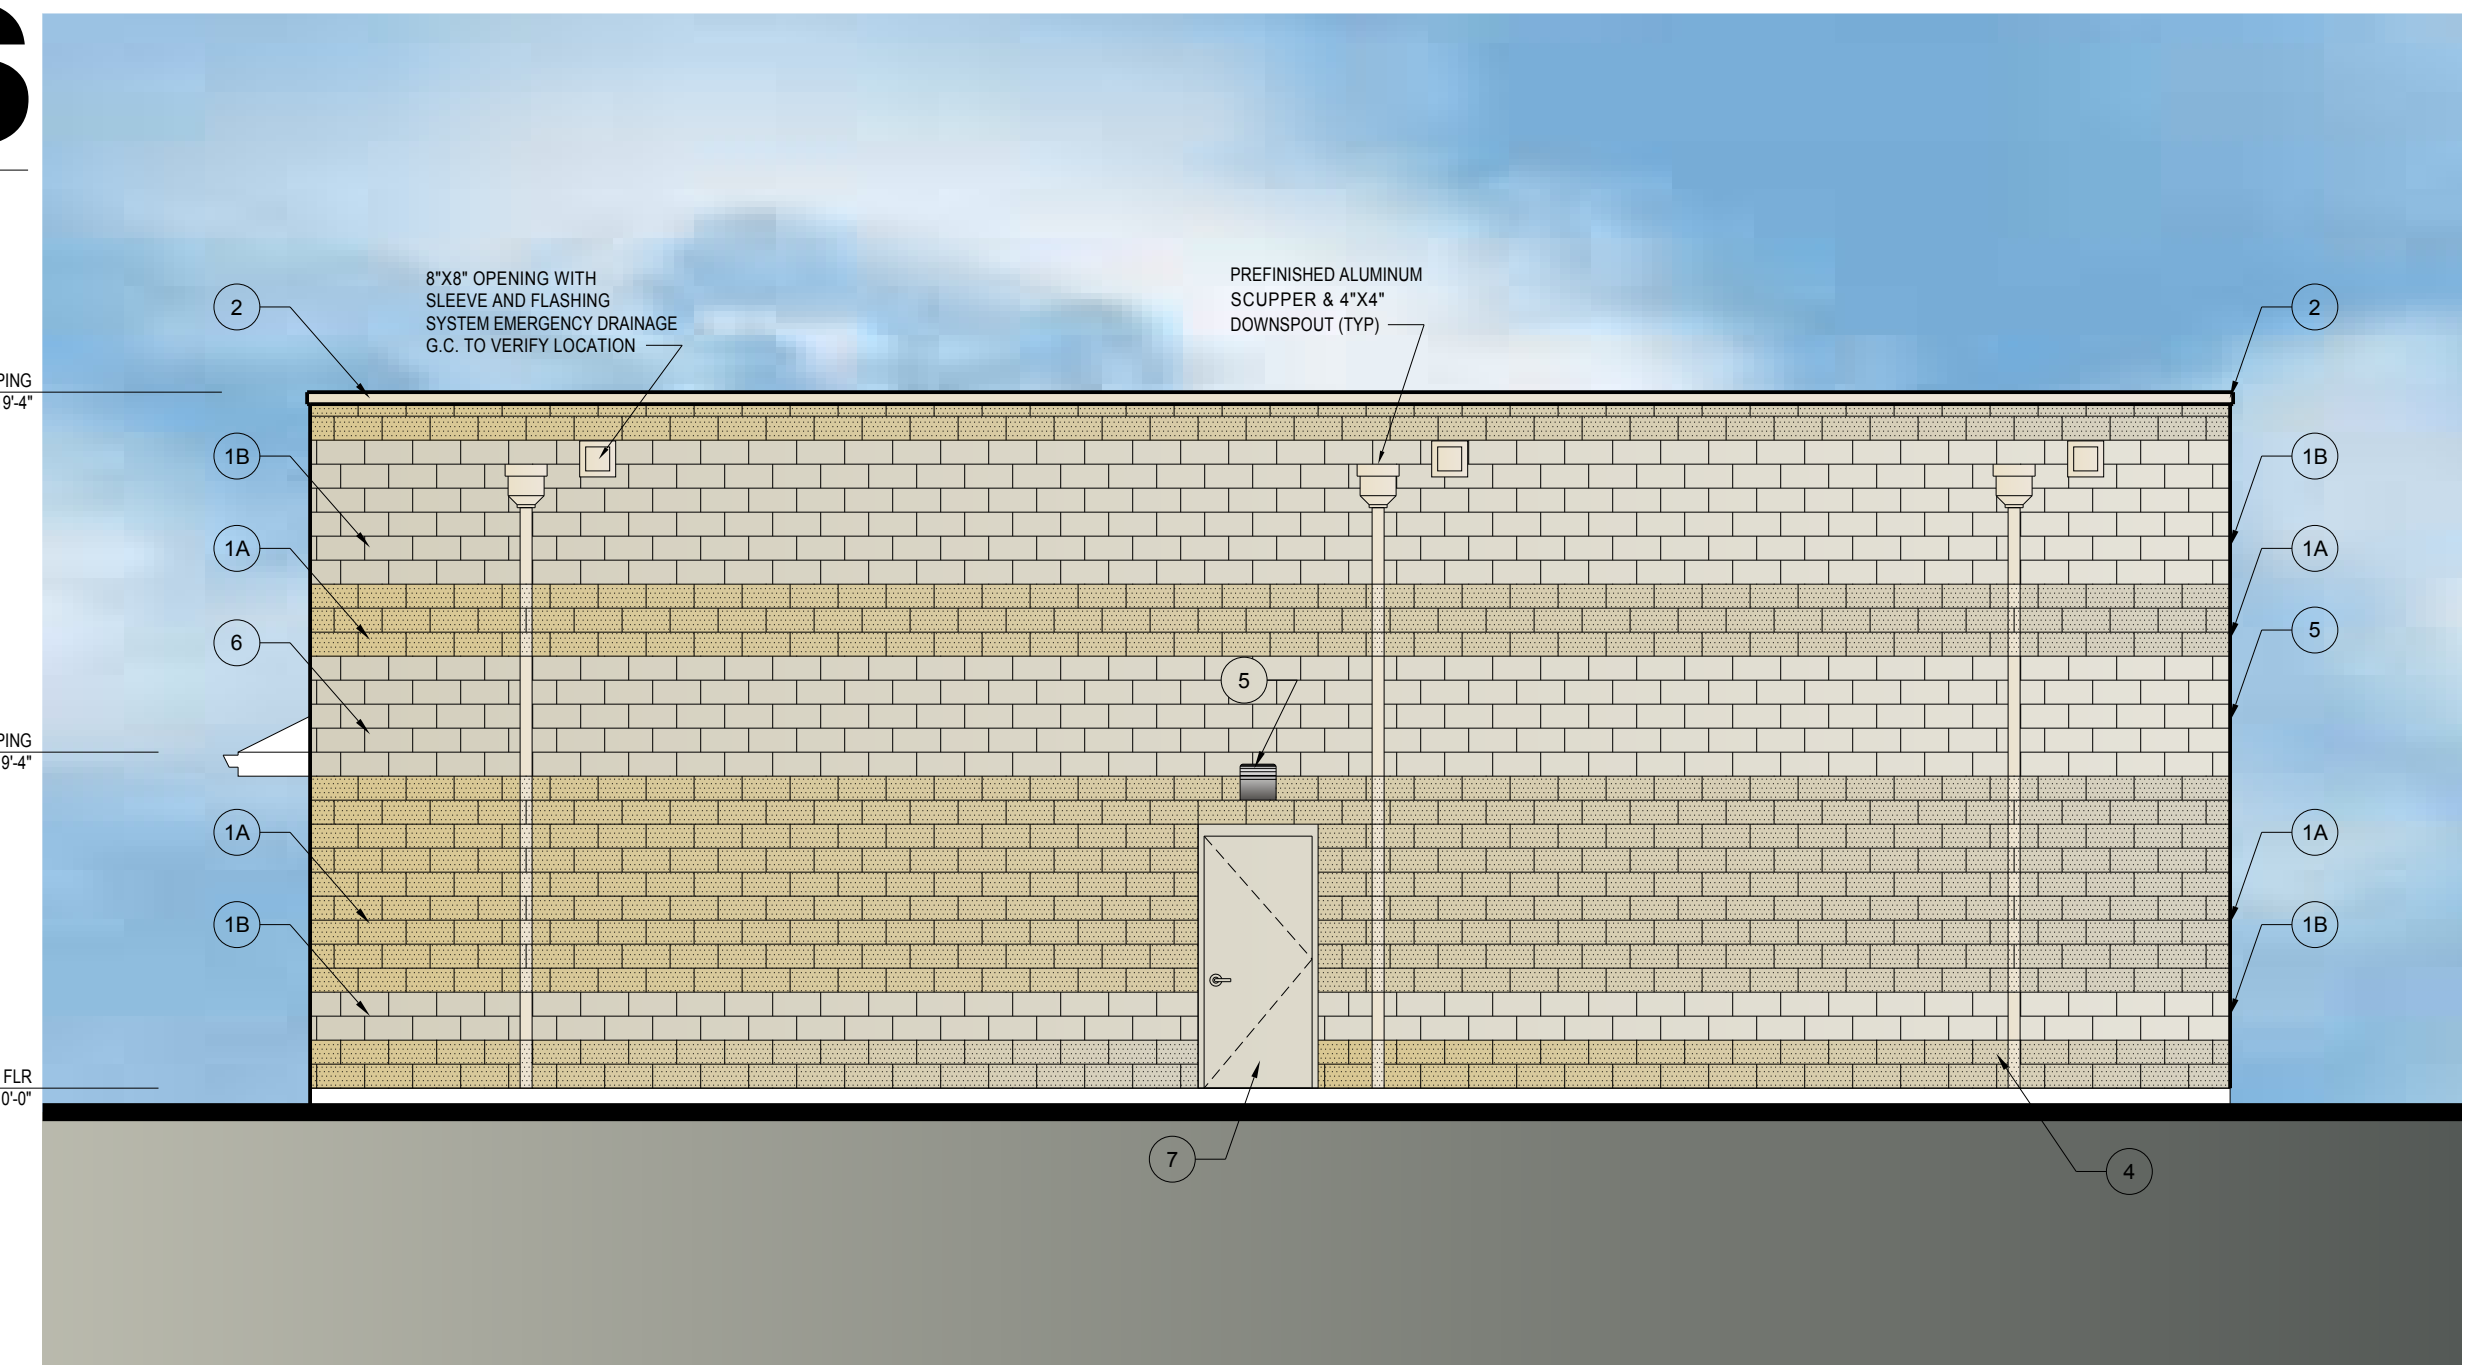 S
8"X8" OPENING WITH
SLEEVE AND FLASHING
SYSTEM EMERGENCY DRAINAGE
G.C. TO VERIFY LOCATION
PREFINISHED ALUMINUM
SCUPPER & 4"X4"
DOWNSPOUT (TYP)
2
2
PING
9'-4"
1B
1B
1A
1A
6
5
5
PING
9'-4"
1A
1A
1B
1B
FLR
0'-0"
7
4